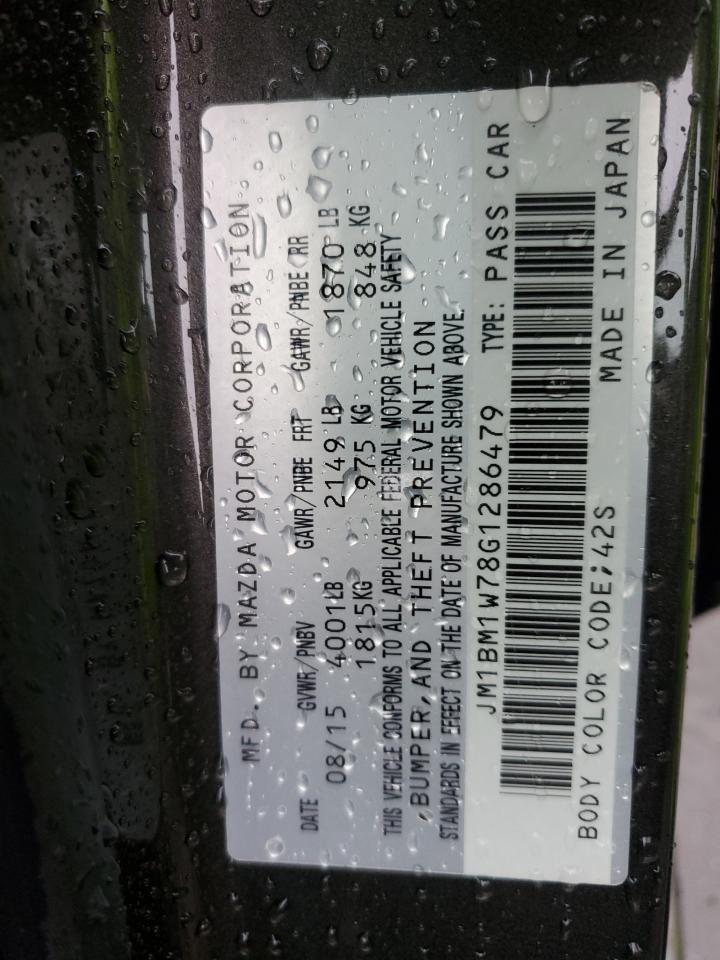 MFD. BY MAZDA MOTOR CORPORATION
DATE GVWR/PNBV GAWR/PNBE FRT GAWR/PNBE RR
08/15 4001LB 2149 LB 1870 LB
1815KG 975 KG 848 KG
THIS VEHICLE CONFORMS TO ALL APPLICABLE FEDERAL MOTOR VEHICLE SAFETY
,BUMPER,AND THEFT PREVENTION
STANDARDS IN EFFECT ON THE DATE OF MANUFACTURE SHOWN ABOVE.
JM1BM1W78G1286479 TYPE: PASS CAR
BODY COLOR CODE;42S MADE IN JAPAN